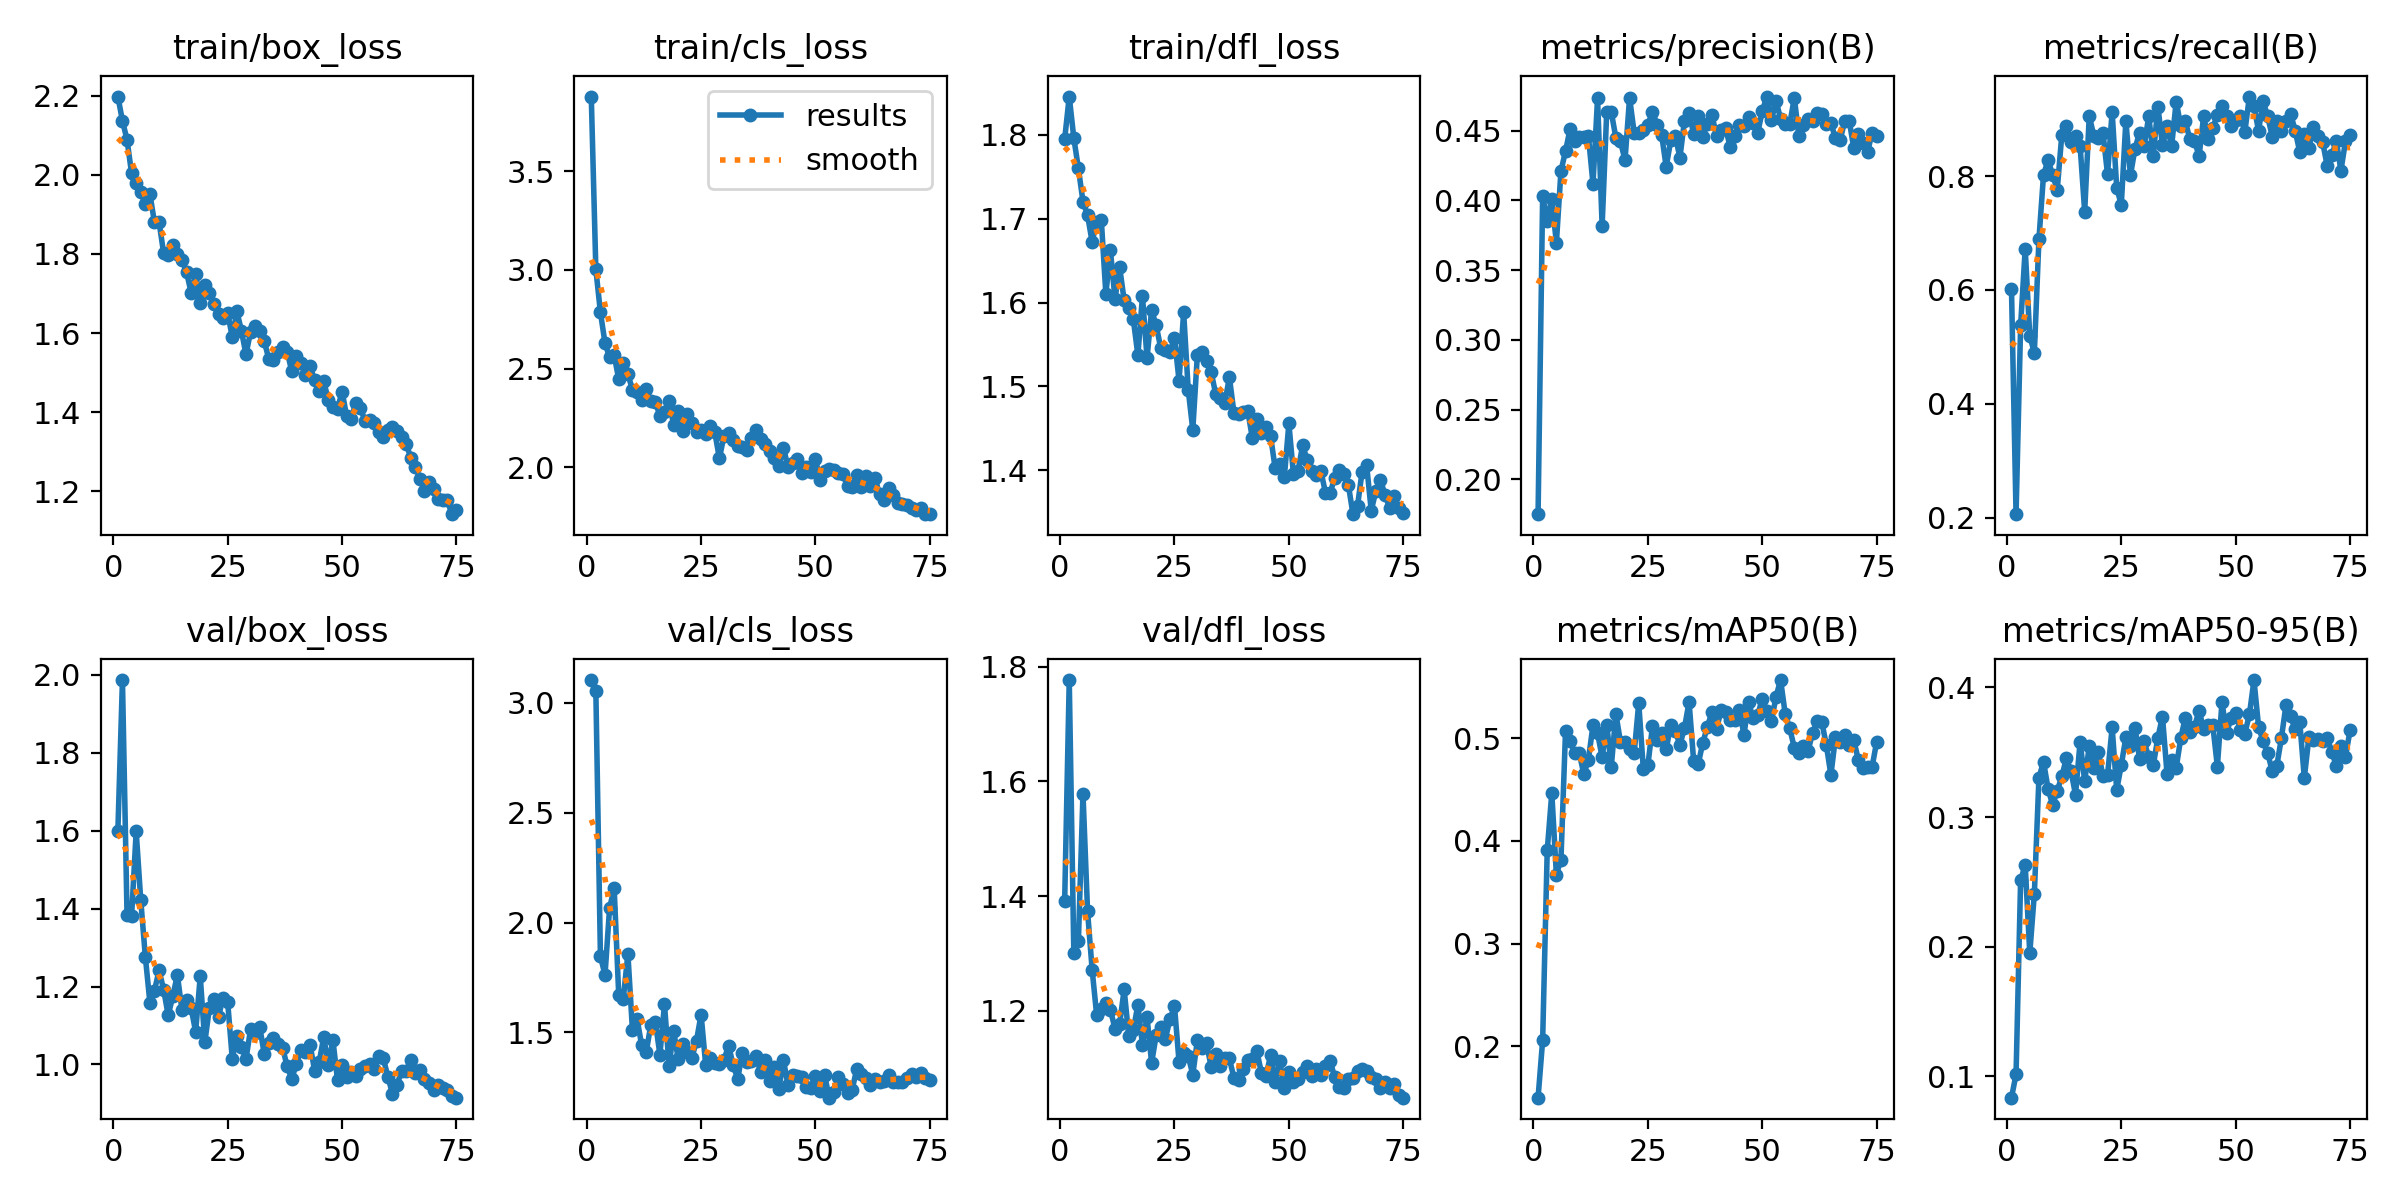 train/box_loss
train/cls_loss
train/dfl_loss
metrics/precision(B)
metrics/recall(B)
2.2
2.0
1.8
1.6
1.4
1.2
0 25 50 75
results
smooth
3.5
3.0
2.5
2.0
0 25 50 75
1.8
1.7
1.6
1.5
1.4
0 25 50 75
0.45
0.40
0.35
0.30
0.25
0.20
0 25 50 75
0.8
0.6
0.4
0.2
0 25 50 75
val/box_loss
val/cls_loss
val/dfl_loss
metrics/mAP50(B)
metrics/mAP50-95(B)
2.0
1.8
1.6
1.4
1.2
1.0
0 25 50 75
3.0
2.5
2.0
1.5
0 25 50 75
1.8
1.6
1.4
1.2
0 25 50 75
0.5
0.4
0.3
0.2
0 25 50 75
0.4
0.3
0.2
0.1
0 25 50 75